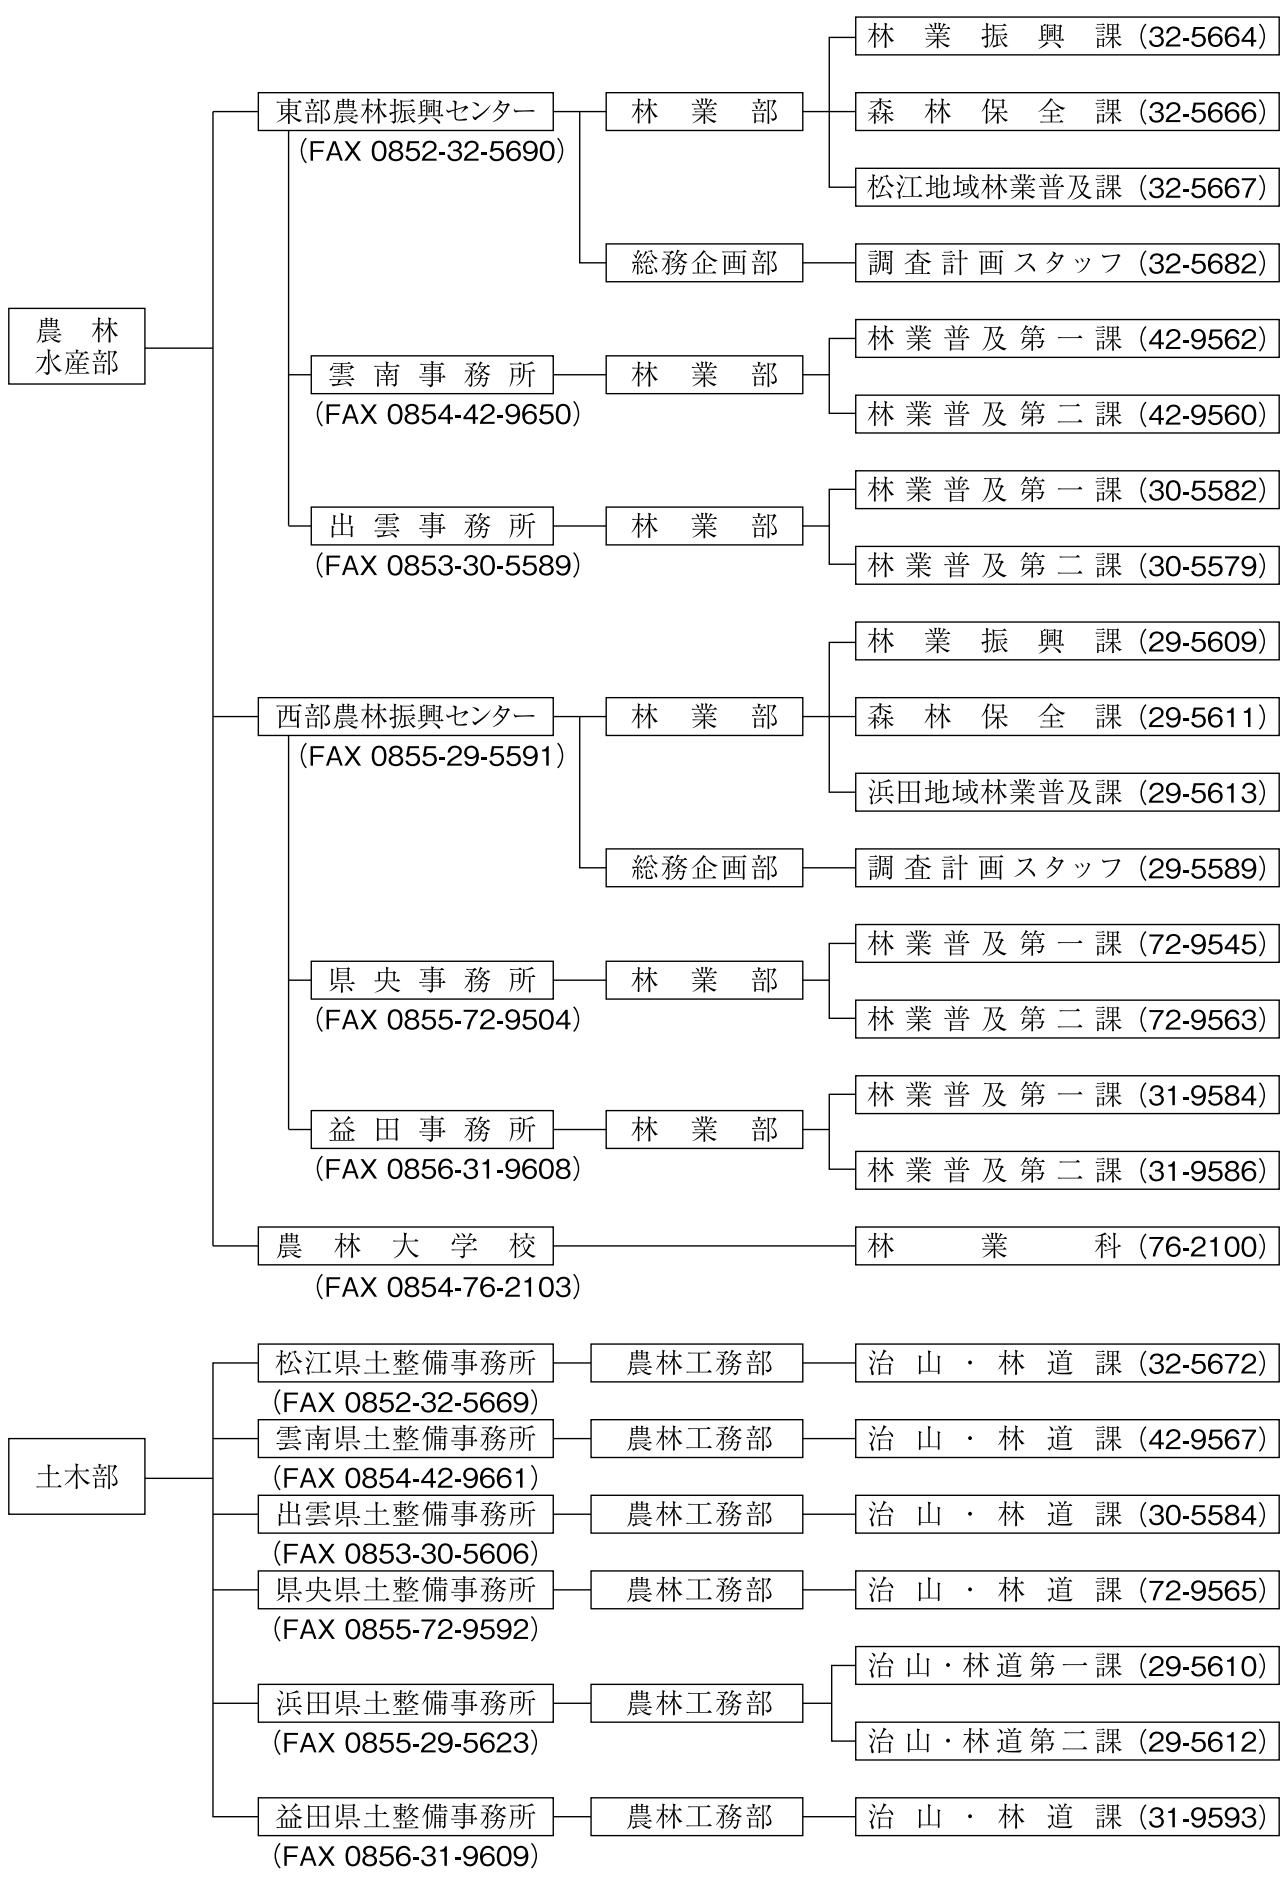 林業振興課 (32-5664)
東部農林振興センター 林業部 森林保全課 (32-5666)
(FAX 0852-32-5690)
松江地域林業普及課 (32-5667)
総務企画部 調査計画スタッフ (32-5682)
農林
水産部
林業普及第一課 (42-9562)
雲南事務所 林業部
(FAX 0854-42-9650)
林業普及第二課 (42-9560)
林業普及第一課 (30-5582)
出雲事務所 林業部
(FAX 0853-30-5589)
林業普及第二課 (30-5579)
林業振興課 (29-5609)
西部農林振興センター 林業部 森林保全課 (29-5611)
(FAX 0855-29-5591)
浜田地域林業普及課 (29-5613)
総務企画部 調査計画スタッフ (29-5589)
林業普及第一課 (72-9545)
県央事務所 林業部
(FAX 0855-72-9504)
林業普及第二課 (72-9563)
林業普及第一課 (31-9584)
益田事務所 林業部
(FAX 0856-31-9608)
林業普及第二課 (31-9586)
農林大学校 林業科 (76-2100)
(FAX 0854-76-2103)
松江県土整備事務所 農林工務部 治山・林道課 (32-5672)
(FAX 0852-32-5669)
雲南県土整備事務所 農林工務部 治山・林道課 (42-9567)
(FAX 0854-42-9661)
土木部
出雲県土整備事務所 農林工務部 治山・林道課 (30-5584)
(FAX 0853-30-5606)
県央県土整備事務所 農林工務部 治山・林道課 (72-9565)
(FAX 0855-72-9592)
治山・林道第一課 (29-5610)
浜田県土整備事務所 農林工務部
(FAX 0855-29-5623)
治山・林道第二課 (29-5612)
益田県土整備事務所 農林工務部 治山・林道課 (31-9593)
(FAX 0856-31-9609)